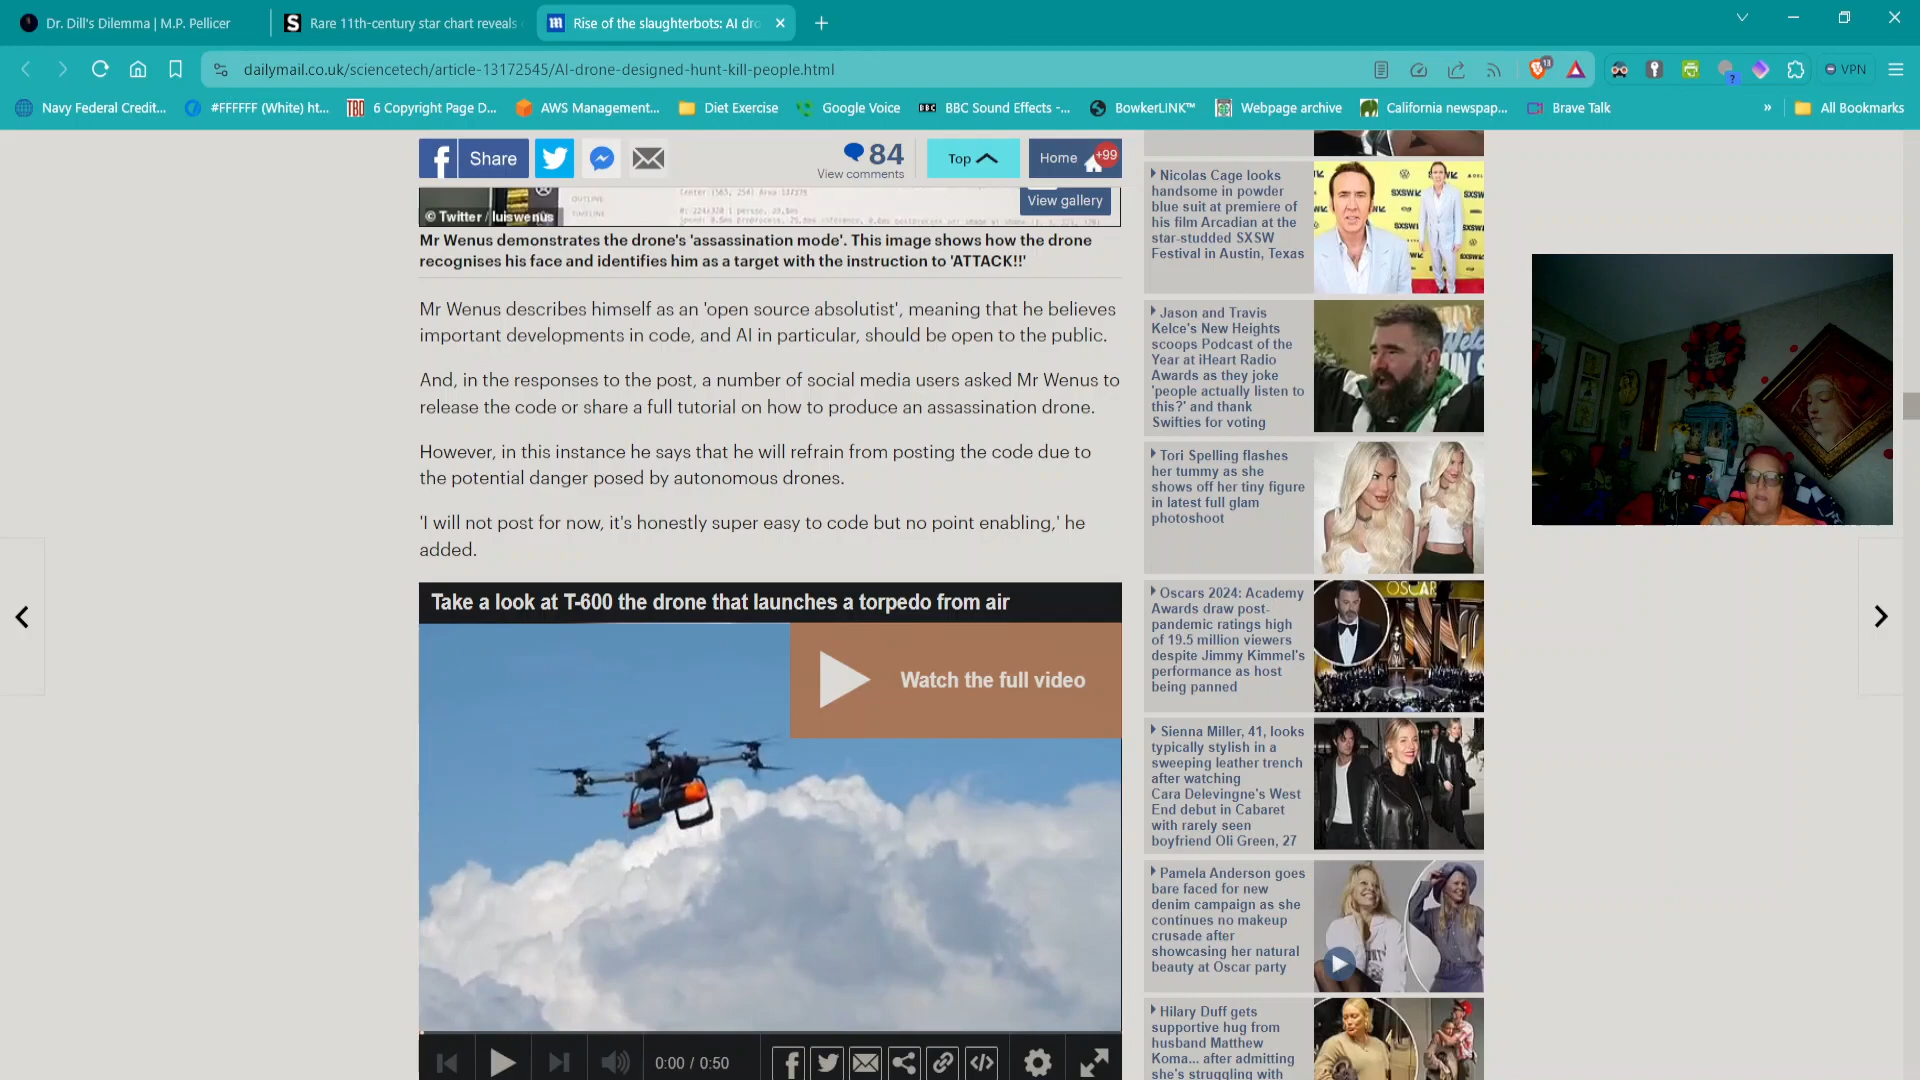 Dr. Dill's Dilemma | M.P. Pellicer
Rare 11th-century star chart reveals
Rise of the slaughterbots: AI dro
dailymail.co.uk/sciencetech/article-13172545/AI-drone-designed-hunt-kill-people.html
VPN
Navy Federal Credit...
#FFFFFF (White) ht...
6 Copyright Page D...
AWS Management...
Diet Exercise
Google Voice
BBC Sound Effects -...
BowkerLINK™
Webpage archive
California newspap...
Brave Talk
»
All Bookmarks
Share
84
View comments
Top
Home
+99
© Twitter / luiswenus
View gallery
Mr Wenus demonstrates the drone's 'assassination mode'. This image shows how the drone
recognises his face and identifies him as a target with the instruction to 'ATTACK!!'
Mr Wenus describes himself as an 'open source absolutist', meaning that he believes
important developments in code, and AI in particular, should be open to the public.
And, in the responses to the post, a number of social media users asked Mr Wenus to
release the code or share a full tutorial on how to produce an assassination drone.
However, in this instance he says that he will refrain from posting the code due to
the potential danger posed by autonomous drones.
'I will not post for now, it's honestly super easy to code but no point enabling,' he
added.
Take a look at T-600 the drone that launches a torpedo from air
Watch the full video
0:00 / 0:50
Nicolas Cage looks
handsome in powder
blue suit at premiere of
his film Arcadian at the
star-studded SXSW
Festival in Austin, Texas
Jason and Travis
Kelce's New Heights
scoops Podcast of the
Year at iHeart Radio
Awards as they joke
'people actually listen to
this?' and thank
Swifties for voting
Tori Spelling flashes
her tummy as she
shows off her tiny figure
in latest full glam
photoshoot
Oscars 2024: Academy
Awards draw post-
pandemic ratings high
of 19.5 million viewers
despite Jimmy Kimmel's
performance as host
being panned
OSCAR
Sienna Miller, 41, looks
typically stylish in a
sweeping leather trench
after watching
Cara Delevingne's West
End debut in Cabaret
with rarely seen
boyfriend Oli Green, 27
Pamela Anderson goes
bare faced for new
denim campaign as she
continues no makeup
crusade after
showcasing her natural
beauty at Oscar party
Hilary Duff gets
supportive hug from
husband Matthew
Koma... after admitting
she's struggling with